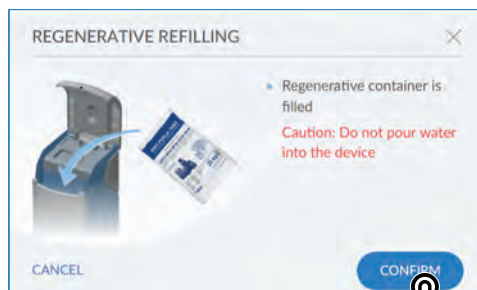 REGENERATIVE REFILLING
Regenerative container is
filled
Caution: Do not pour water
into the device
CANCEL
CONFIRM